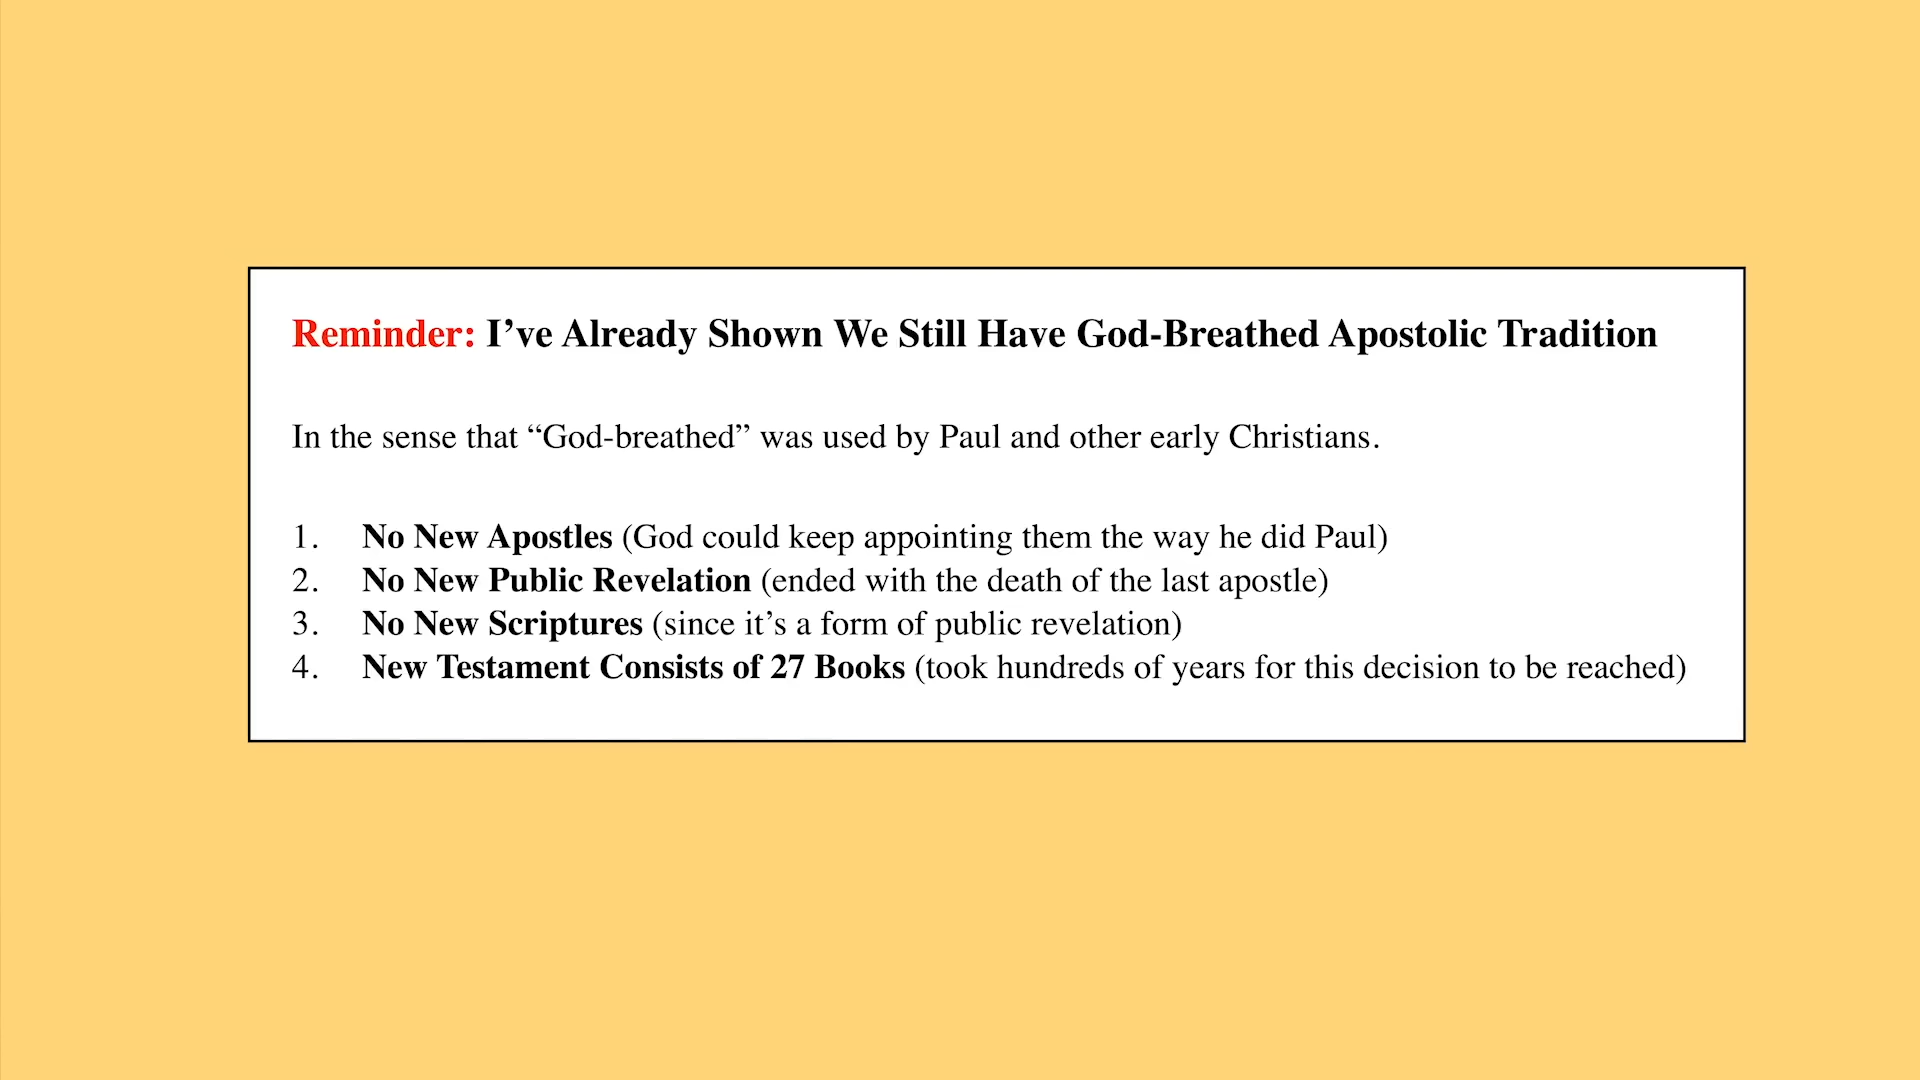 Reminder: I’ve Already Shown We Still Have God-Breathed Apostolic Tradition
In the sense that “God-breathed” was used by Paul and other early Christians.
1. No New Apostles (God could keep appointing them the way he did Paul)
2. No New Public Revelation (ended with the death of the last apostle)
3. No New Scriptures (since it’s a form of public revelation)
4. New Testament Consists of 27 Books (took hundreds of years for this decision to be reached)